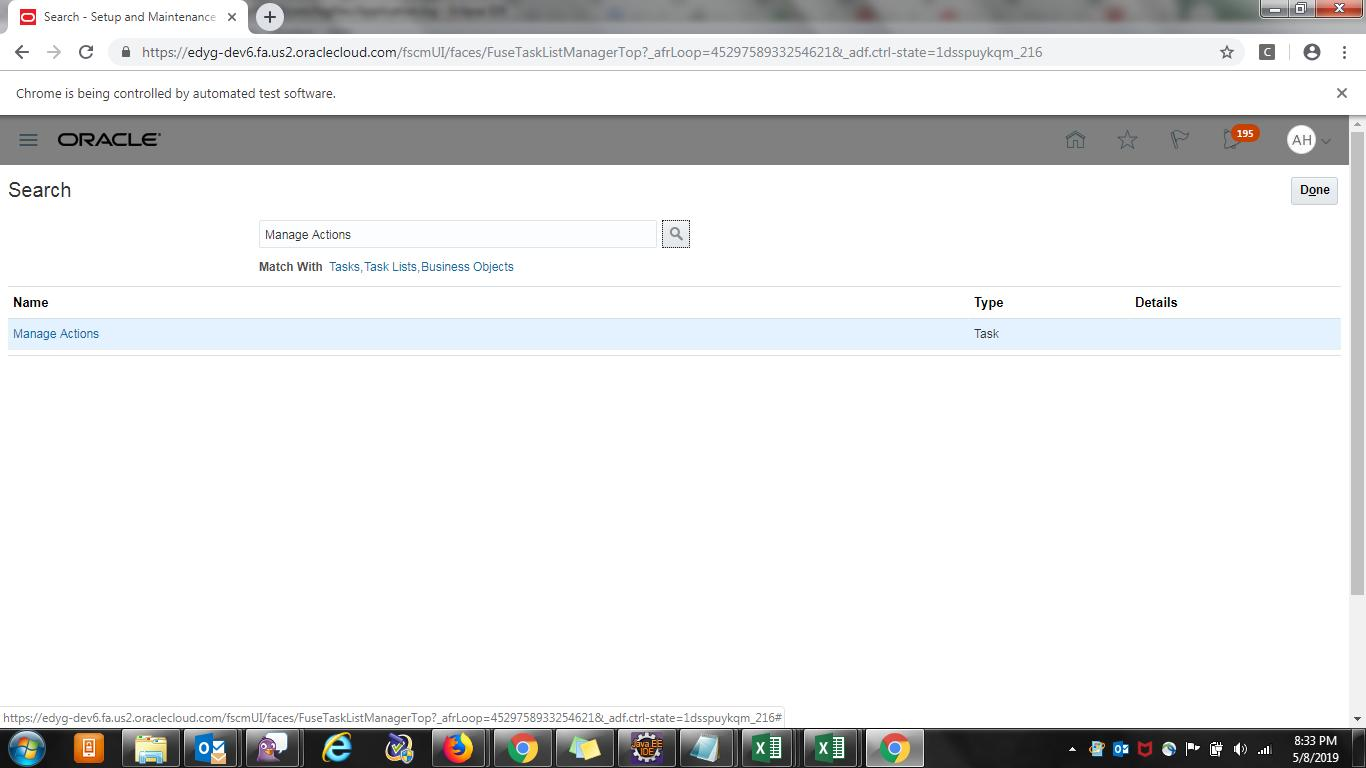 Search - Setup and Maintenance
https://edyg-dev6.fa.us2.oraclecloud.com/fscmUI/faces/FuseTaskListManagerTop?_afrLoop=4529758933254621&_adf.ctrl-state=1dsspuykqm_216
C
Chrome is being controlled by automated test software.
ORACLE
195
AH
Search
Done
Manage Actions
Match With Tasks, Task Lists, Business Objects
Name Type Details
Manage Actions Task
https://edyg-dev6.fa.us2.oraclecloud.com/fscmUI/faces/FuseTaskListManagerTop?_afrLoop=4529758933254621&_adf.ctrl-state=1dsspuykqm_216#
Java EE
IDE
8:33 PM
5/8/2019